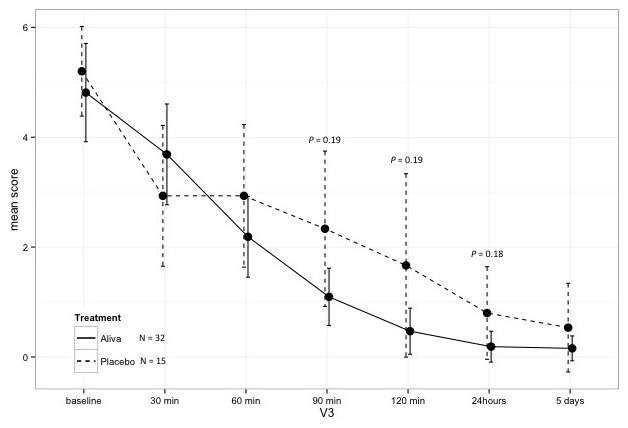 6
4
2
0
mean score
P = 0.19
P = 0.19
P = 0.18
Treatment
Aliva N = 32
Placebo N = 15
baseline 30 min 60 min 90 min 120 min 24hours 5 days
V3